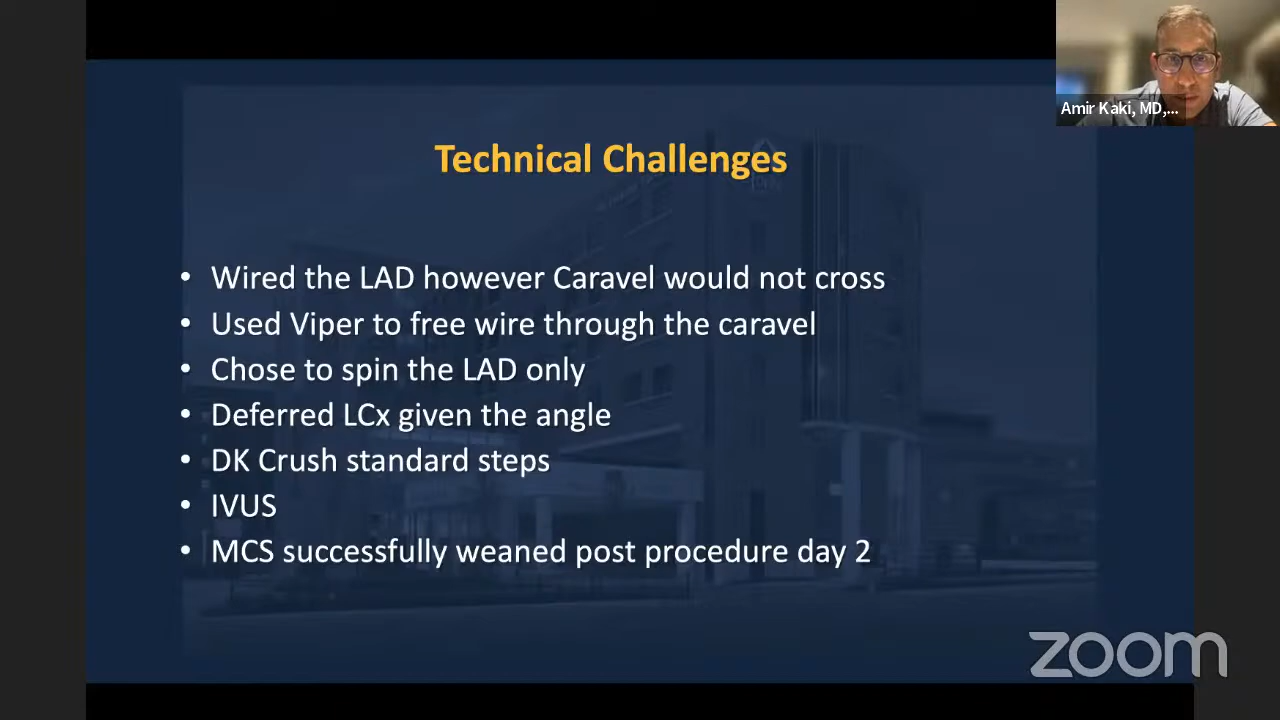 Amir Kaki, MD,...
Technical Challenges
• Wired the LAD however Caravel would not cross
• Used Viper to free wire through the caravel
• Chose to spin the LAD only
• Deferred LCx given the angle
• DK Crush standard steps
• IVUS
• MCS successfully weaned post procedure day 2
zoom